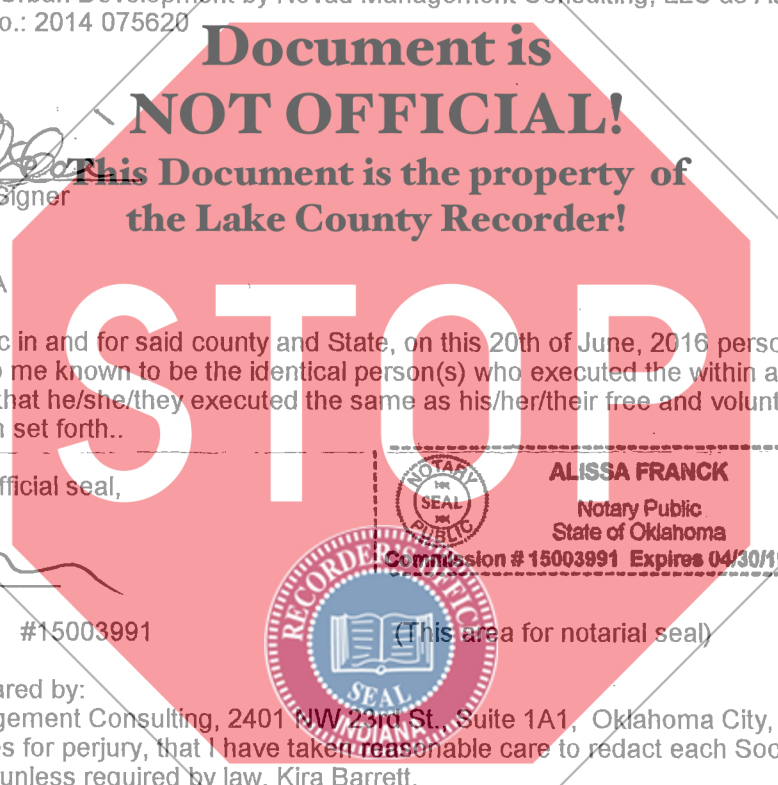 Urban Development by Novad Management Consulting, LLC as
o.: 2014 075620
Document is
NOT OFFICIAL!
This Document is the property of
the Lake County Recorder!
Signer
A
STOP
c in and for said county and State, on this 20th of June, 2016 perso
o me known to be the identical person(s) who executed the within a
that he/she/they executed the same as his/her/their free and volunt
n set forth..
fficial seal,
NOTARY
SEAL
PUBLIC
ALISSA FRANCK
Notary Public
State of Oklahoma
Commission # 15003991 Expires 04/30/1
RECORDER'S OFFICE
SEAL
INDIANA
#15003991
(This area for notarial seal)
ared by:
gement Consulting, 2401 NW 23rd St., Suite 1A1, Oklahoma City,
es for perjury, that I have taken reasonable care to redact each Soc
unless required by law. Kira Barrett.